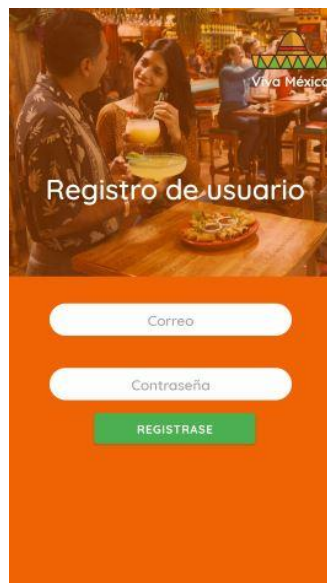 Viva México
Registro de usuario
Correo
Contraseña
REGISTRASE